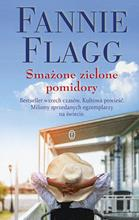 FANNIE
FLAGG
Smażone zielone
pomidory
Bestseller wszech czasów. Kultowa powieść.
Miliony sprzedanych egzemplarzy
na świecie.